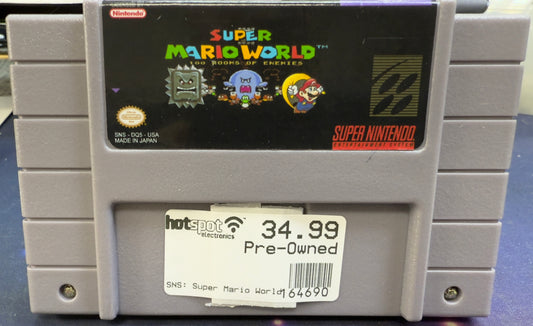 Nintendo
SUPER
MARIO WORLD™
100 ROOMS OF ENEMIES
SNS - DQ5 - USA
MADE IN JAPAN
SUPER NINTENDO
ENTERTAINMENT SYSTEM
hotspot
electronics
34.99
Pre-Owned
SNS: Super Mario World
164690